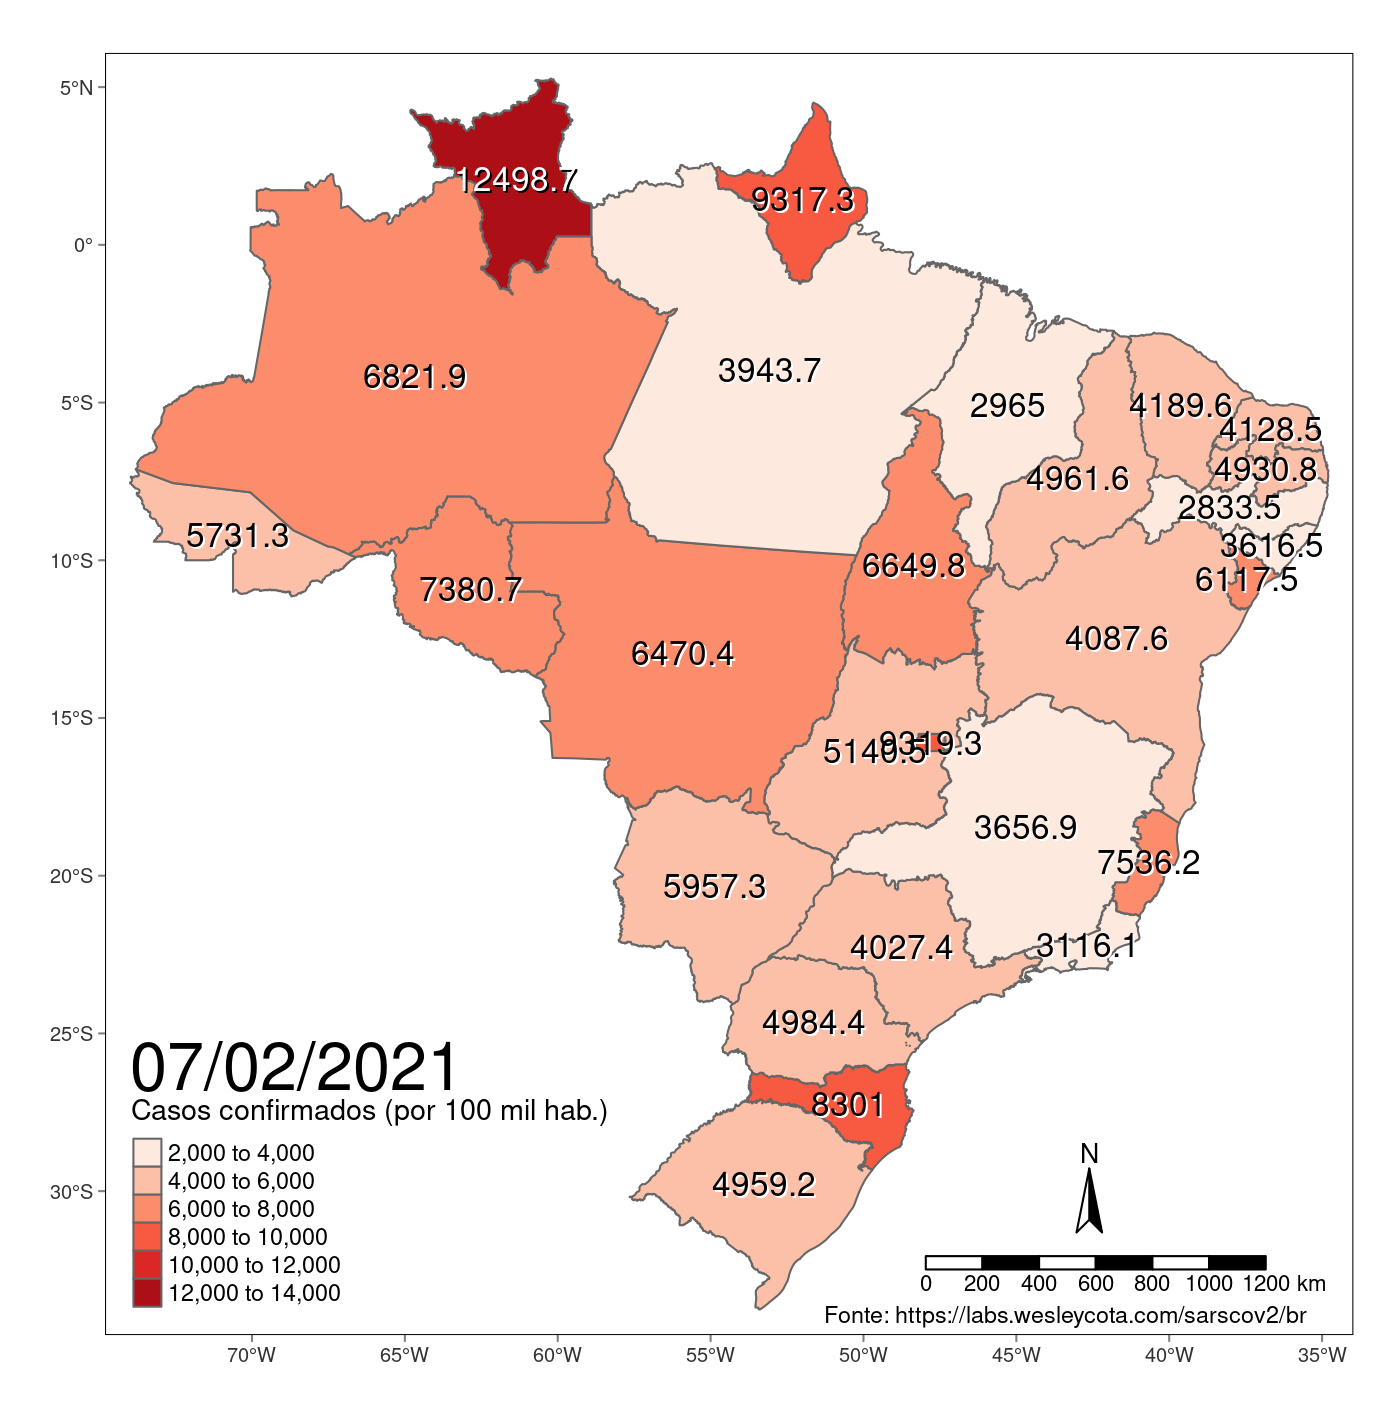 5°N
0°
5°S
10°S
15°S
20°S
25°S
30°S
12498.7
9317.3
6821.9
3943.7
2965
4189.6
4128.5
4930.8
4961.6
2833.5
3616.5
6117.5
5731.3
7380.7
6649.8
4087.6
6470.4
9319.3
5140.5
3656.9
7536.2
5957.3
4027.4
3116.1
4984.4
8301
4959.2
07/02/2021
Casos confirmados (por 100 mil hab.)
2,000 to 4,000
4,000 to 6,000
6,000 to 8,000
8,000 to 10,000
10,000 to 12,000
12,000 to 14,000
N
0 200 400 600 800 1000 1200 km
Fonte: https://labs.wesleycota.com/sarscov2/br
70°W 65°W 60°W 55°W 50°W 45°W 40°W 35°W